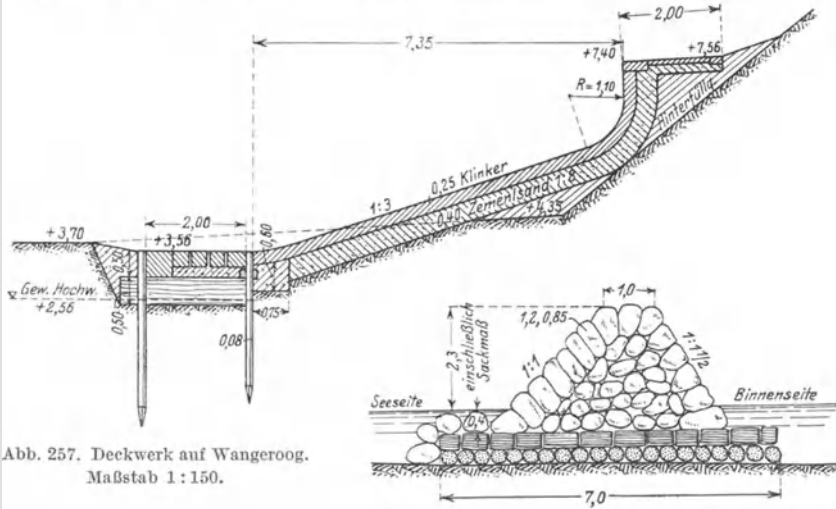 2,00
7,35
+7,40
+7,56
R=1,10
Hinterfüllg
0,25 Klinker
1:3
0,40 Zementsand 1:8
+4,35
2,00
+3,70
+3,56
0,60
0,50
Gew. Hochw.
+2,56
0,50
0,75
0,08
1,0
1,2, 0,85
2,3
einschließlich
Sackmaß
1:1
1:1 1/2
Seeseite
Binnenseite
0,4
7,0
Abb. 257. Deckwerk auf Wangeroog.
Maßstab 1:150.